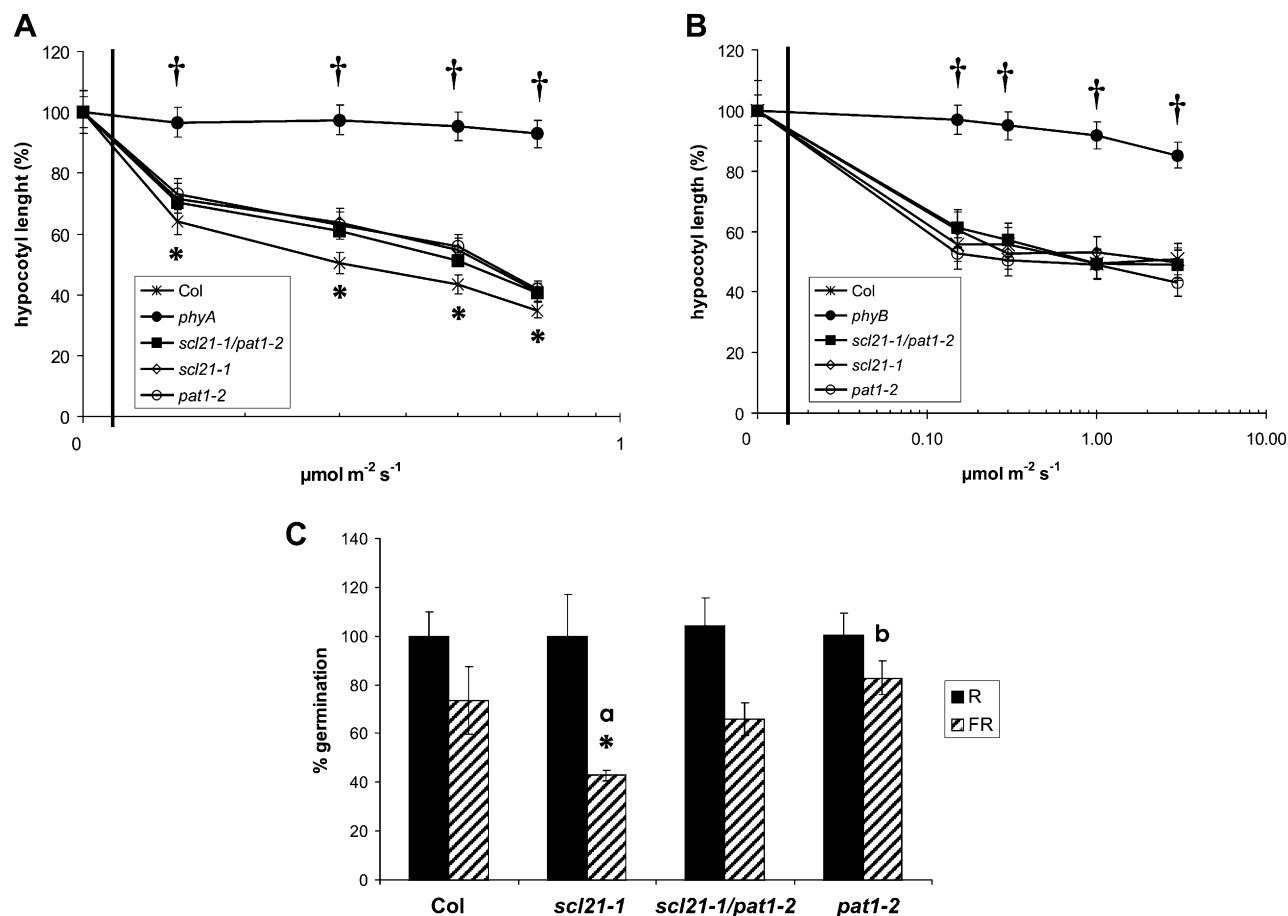 A
120
100
80
60
40
20
0
hypocotyl lenght (%)
† † † †
* * * *
Col
phyA
scl21-1/pat1-2
scl21-1
pat1-2
0 1
µmol m-2 s-1
B
120
100
80
60
40
20
0
hypocotyl length (%)
† † † †
Col
phyB
scl21-1/pat1-2
scl21-1
pat1-2
0 0.10 1.00 10.00
µmol m-2 s-1
C
140
120
100
80
60
40
20
0
% germination
a
*
b
R
FR
Col scl21-1 scl21-1/pat1-2 pat1-2